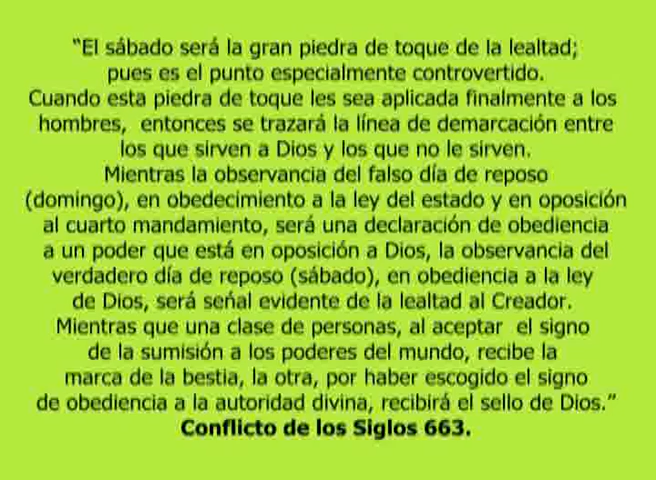 “El sábado será la gran piedra de toque de la lealtad;
pues es el punto especialmente controvertido.
Cuando esta piedra de toque les sea aplicada finalmente a los
hombres, entonces se trazará la línea de demarcación entre
los que sirven a Dios y los que no le sirven.
Mientras la observancia del falso día de reposo
(domingo), en obedecimiento a la ley del estado y en oposición
al cuarto mandamiento, será una declaración de obediencia
a un poder que está en oposición a Dios, la observancia del
verdadero día de reposo (sábado), en obediencia a la ley
de Dios, será señal evidente de la lealtad al Creador.
Mientras que una clase de personas, al aceptar el signo
de la sumisión a los poderes del mundo, recibe la
marca de la bestia, la otra, por haber escogido el signo
de obediencia a la autoridad divina, recibirá el sello de Dios.”
Conflicto de los Siglos 663.